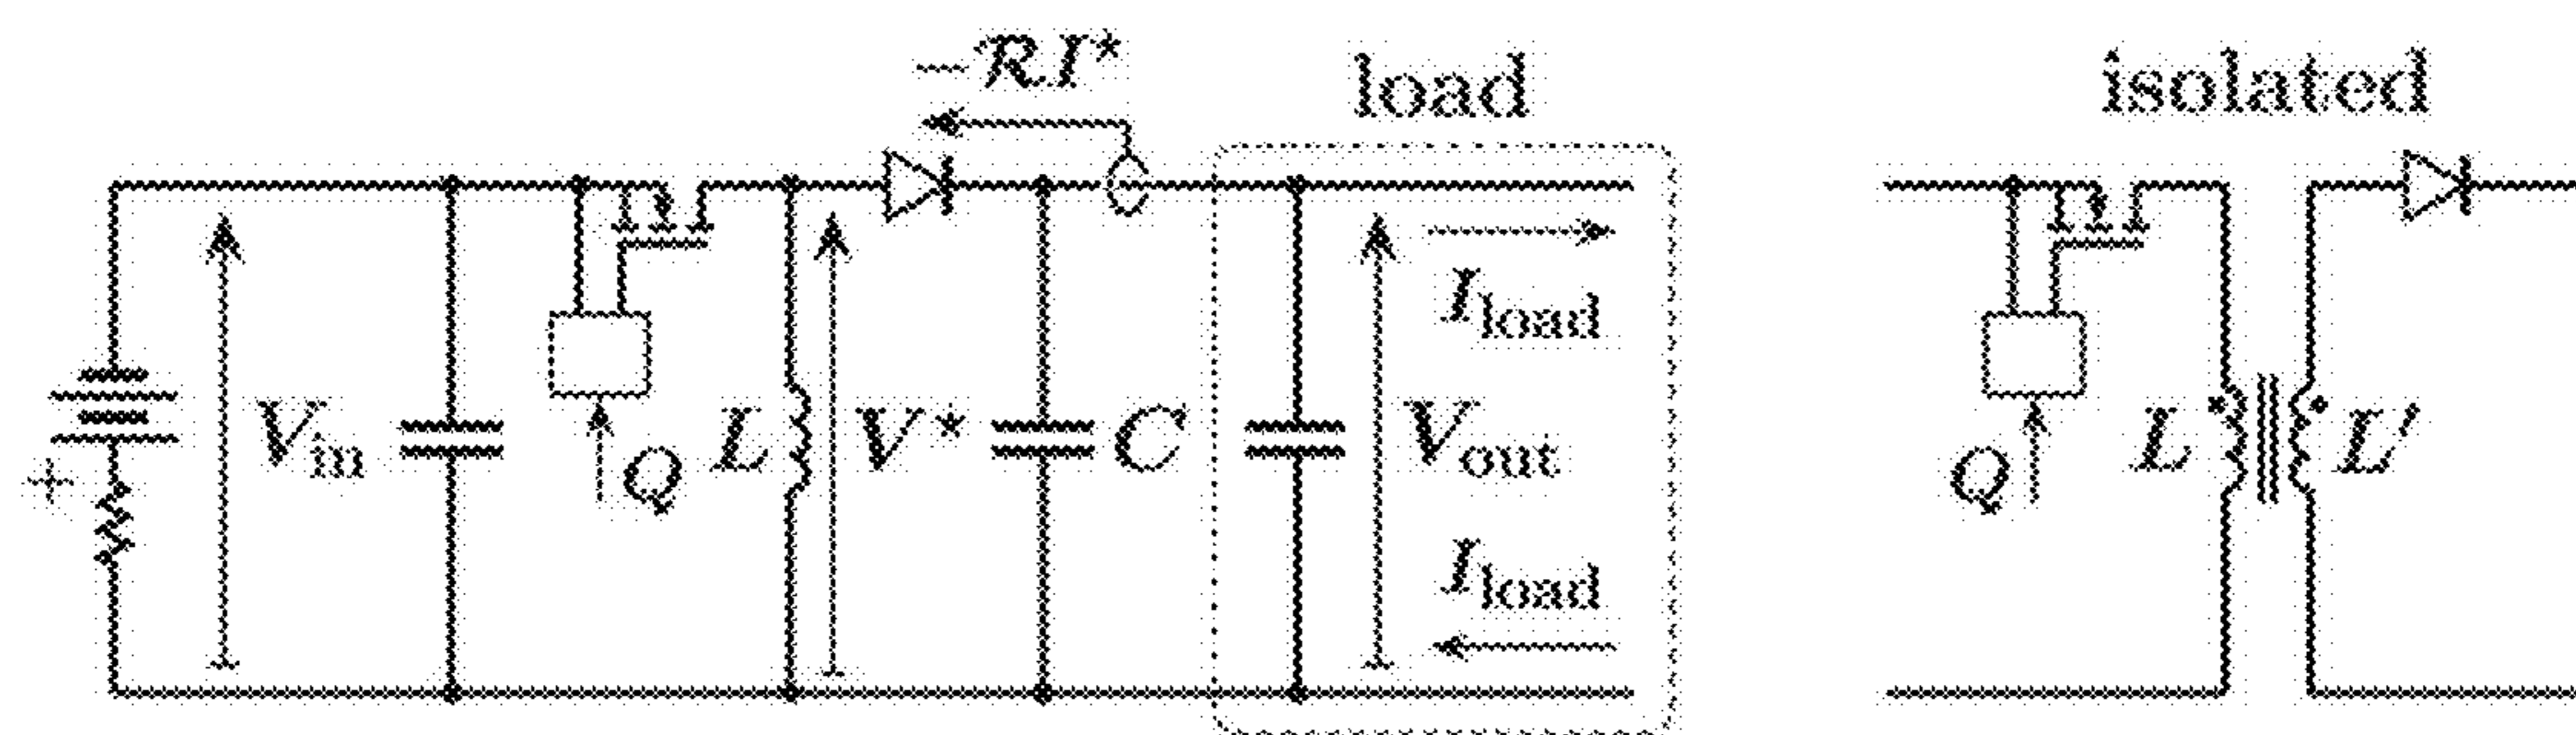 −RI*
load
isolated
I_load
V_in
Q
L
V*
C
V_out
+
I_load
Q
L
L′